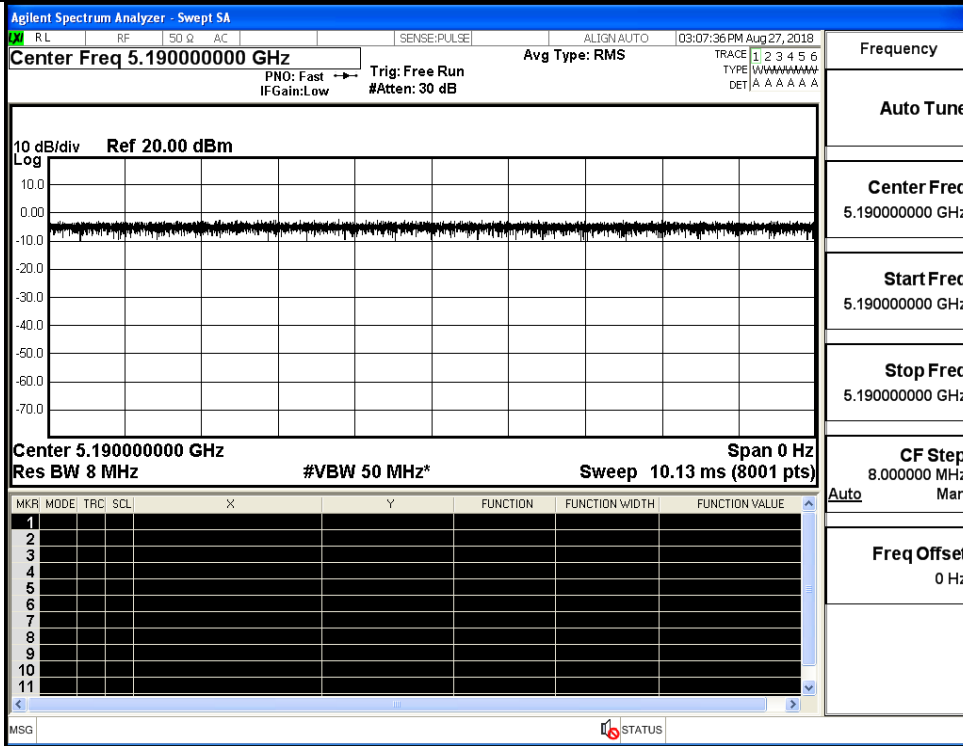 Agilent Spectrum Analyzer - Swept SA
LXI RL RF 50 Ω AC SENSE:PULSE ALIGN AUTO 03:07:36 PM Aug 27, 2018
Center Freq 5.190000000 GHz Avg Type: RMS TRACE 1 2 3 4 5 6
PNO: Fast Trig: Free Run TYPE WWWWWW
IFGain:Low #Atten: 30 dB DET A A A A A A
Frequency
Auto Tune
10 dB/div Ref 20.00 dBm
Log
10.0
0.00
-10.0
-20.0
-30.0
-40.0
-50.0
-60.0
-70.0
Center 5.190000000 GHz Span 0 Hz
Res BW 8 MHz #VBW 50 MHz* Sweep 10.13 ms (8001 pts)
Center Freq
5.190000000 GHz
Start Freq
5.190000000 GHz
Stop Freq
5.190000000 GHz
CF Step
8.000000 MHz
Auto Man
Freq Offset
0 Hz
MKR MODE TRC SCL X Y FUNCTION FUNCTION WIDTH FUNCTION VALUE
1
2
3
4
5
6
7
8
9
10
11
MSG STATUS